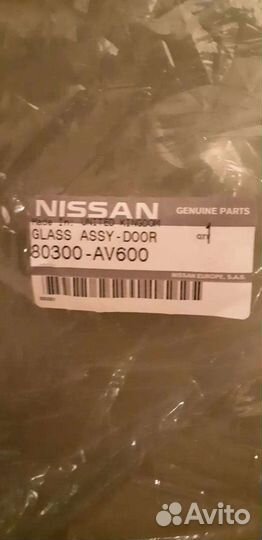 NISSAN GENUINE PARTS
Made In: UNITED KINGDOM
GLASS ASSY-DOOR QTY 1
80300-AV600
NISSAN EUROPE, S.A.S.
Avito